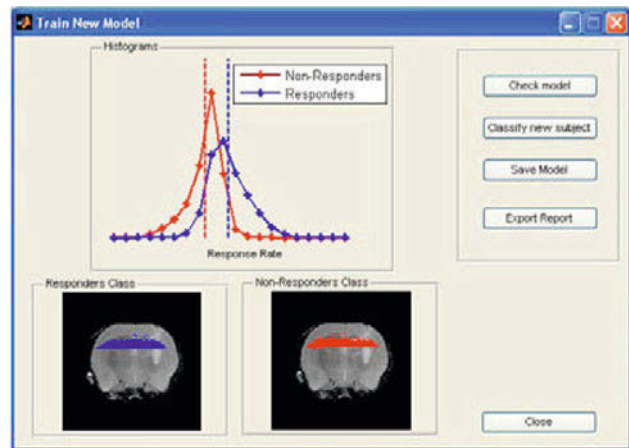 Train New Model
Histograms
Non-Responders
Responders
Response Rate
Check model
Classify new subject
Save Model
Export Report
Responders Class
Non-Responders Class
Close